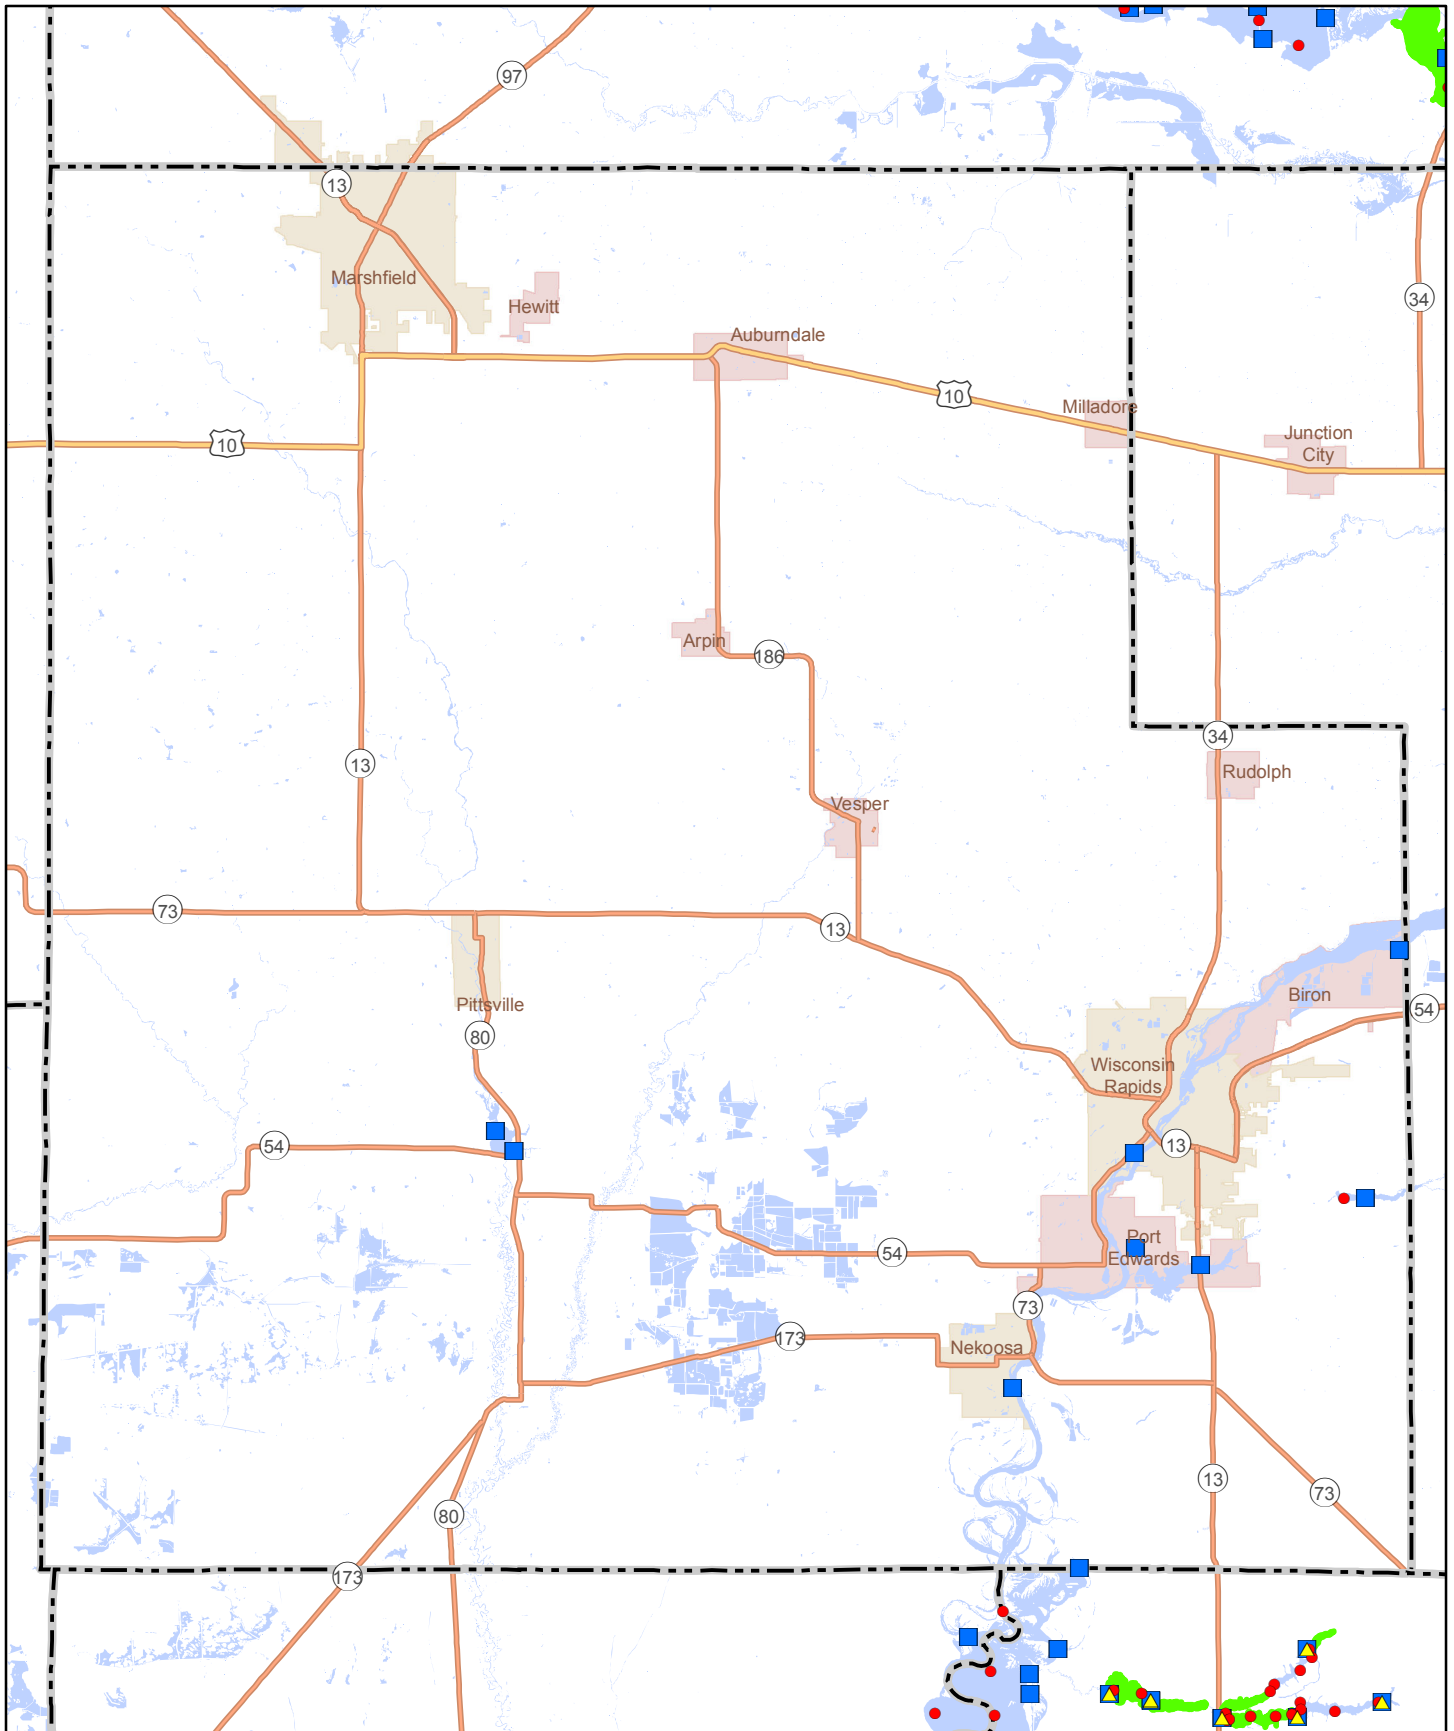 97
13
Marshfield
Hewitt
34
Auburndale
10
Milladore
Junction
City
10
Arpin
186
34
13
Rudolph
Vesper
73
13
Biron
Pittsville
54
80
Wisconsin
Rapids
54
13
Port
Edwards
54
73
173
Nekoosa
13
73
80
173